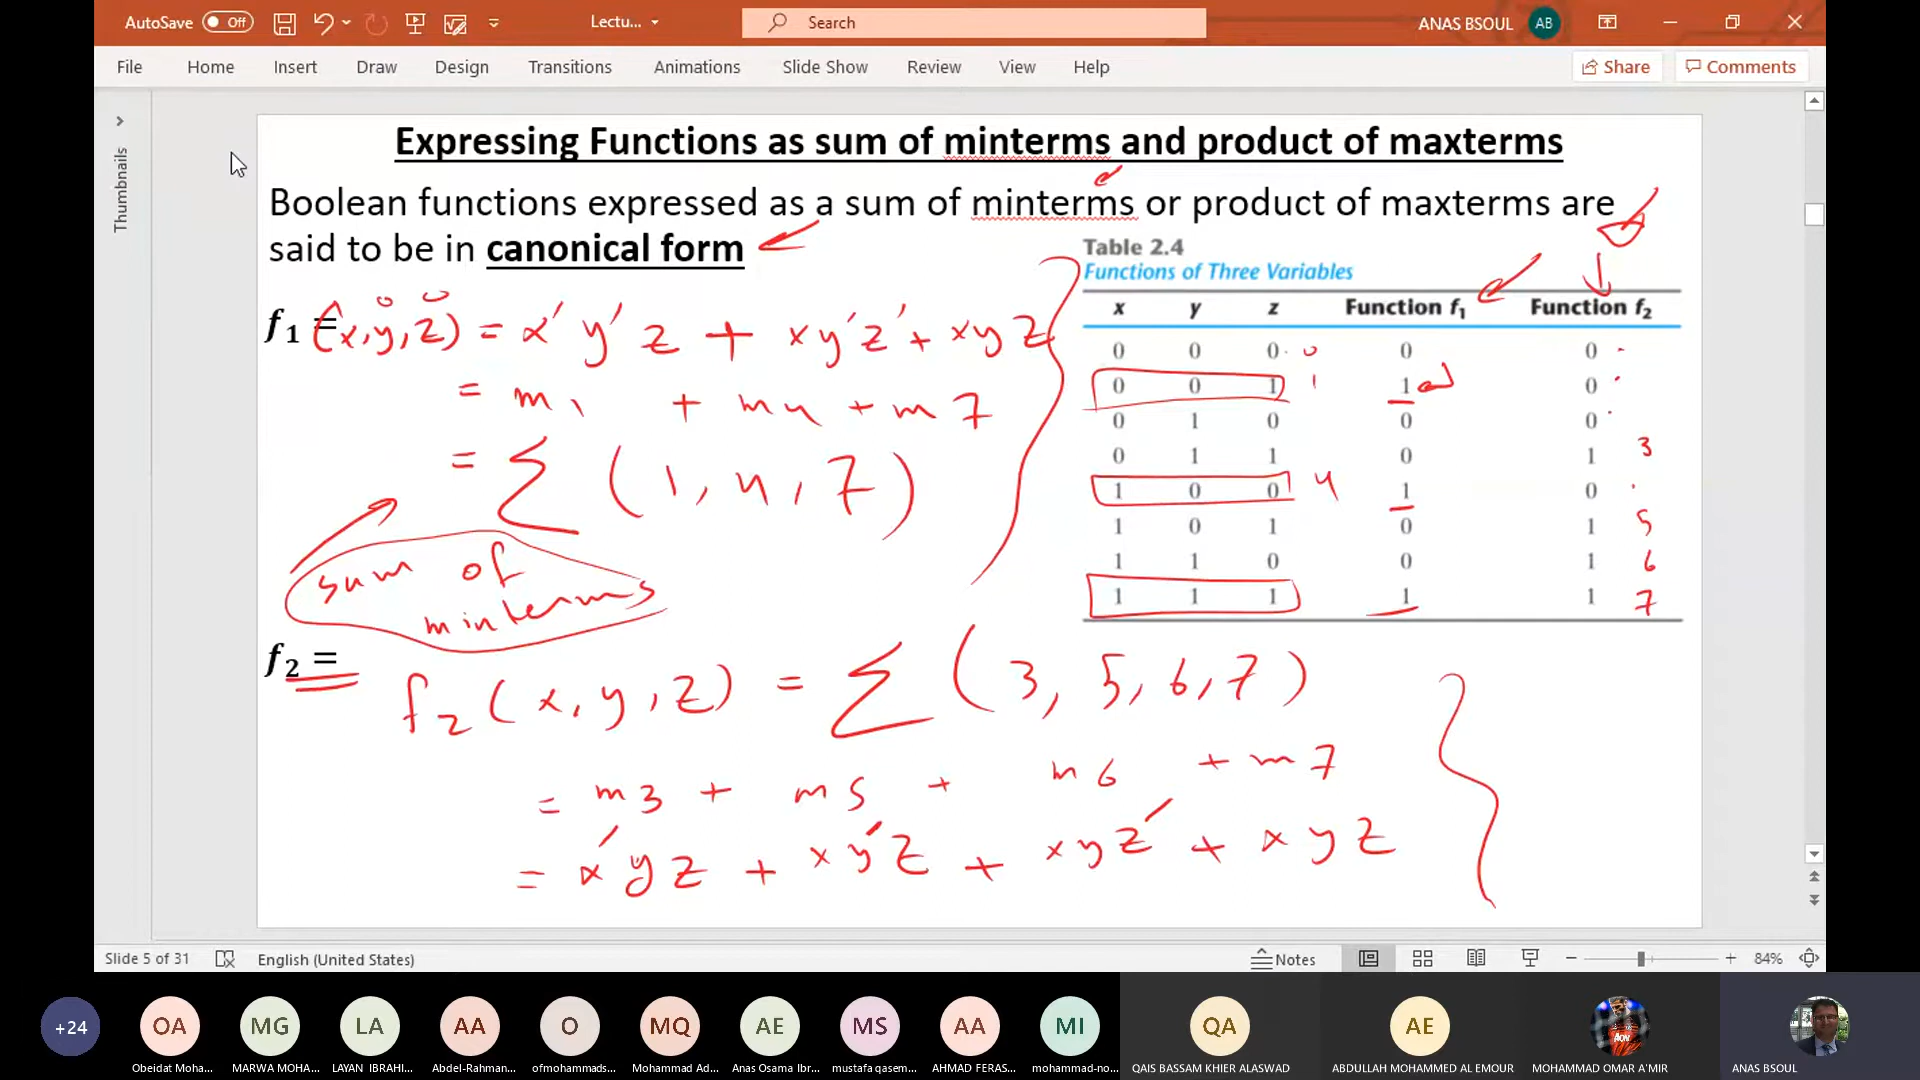 AutoSave Off Lectu... Search ANAS BSOUL AB
File Home Insert Draw Design Transitions Animations Slide Show Review View Help Share Comments
Thumbnails
Expressing Functions as sum of minterms and product of maxterms
Boolean functions expressed as a sum of minterms or product of maxterms are
said to be in canonical form
Table 2.4
Functions of Three Variables
x y z Function f₁ Function f₂
0 0 0 0 0 0
0 0 1 1 1 0
0 1 0 0 0
0 1 1 0 1 3
1 0 0 4 1 0
1 0 1 0 1 5
1 1 0 0 1 6
1 1 1 1 1 7
f₁ = (x,y,z) = x'y'z + xy'z' + xyz
= m1 + m4 + m7
= Σ(1,4,7)
sum of
minterms
f₂ =
f₂(x,y,z) = Σ(3,5,6,7)
= m3 + m5 + m6 + m7
= x'yz + xy'z + xyz' + xyz
Slide 5 of 31 English (United States) Notes 84%
+24 OA MG LA AA O MQ AE MS AA MI QA AE
Obeidat Moha... MARWA MOHA... LAYAN IBRAHI... Abdel-Rahman... ofmohammads... Mohammad Ad... Anas Osama Ibr... mustafa qasem... AHMAD FERAS... mohammad-no... QAIS BASSAM KHIER ALASWAD ABDULLAH MOHAMMED AL EMOUR MOHAMMAD OMAR A'MIR ANAS BSOUL